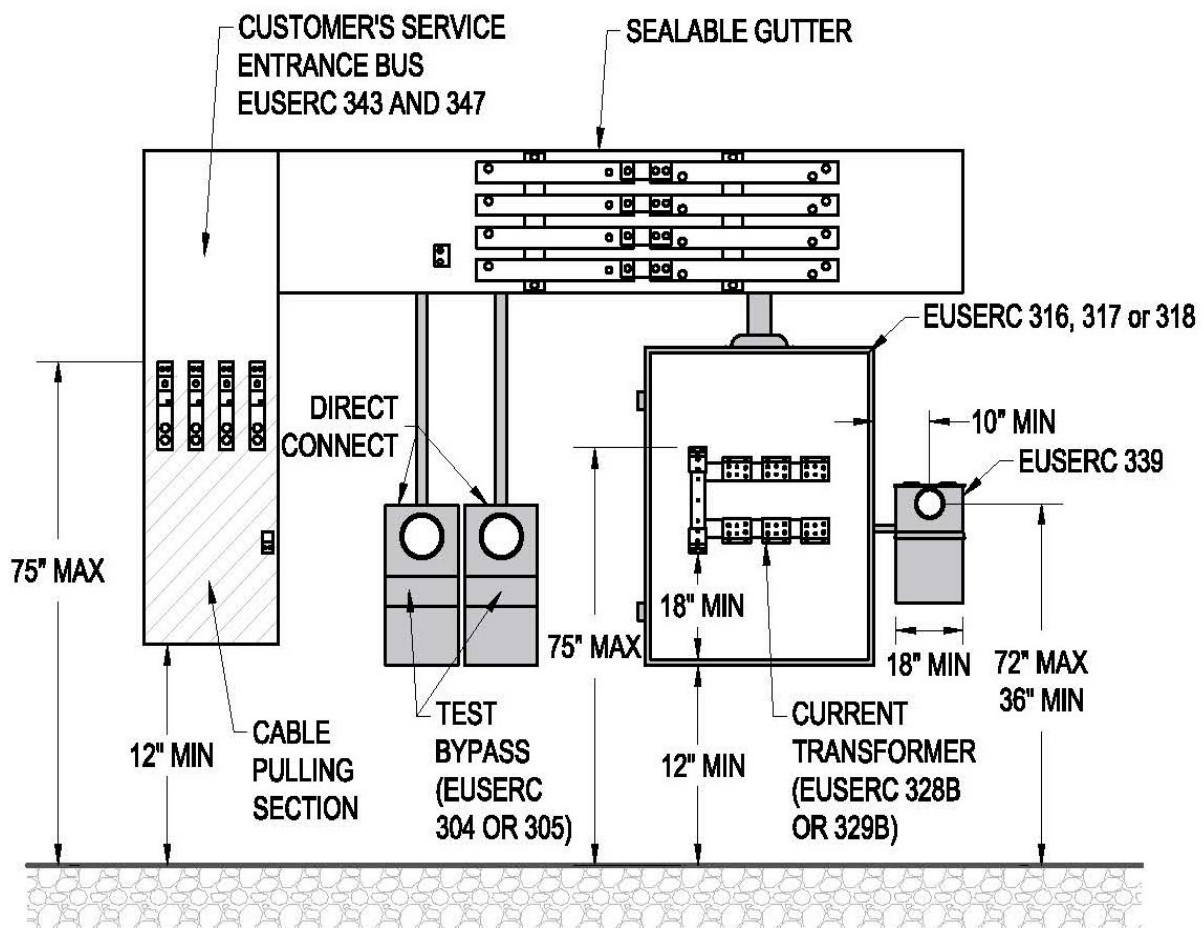 CUSTOMER'S SERVICE
ENTRANCE BUS
EUSERC 343 AND 347
SEALABLE GUTTER
EUSERC 316, 317 or 318
DIRECT
CONNECT
10" MIN
EUSERC 339
75" MAX
18" MIN
75" MAX
18" MIN
72" MAX
36" MIN
12" MIN
CABLE
PULLING
SECTION
TEST
BYPASS
(EUSERC
304 OR 305)
12" MIN
CURRENT
TRANSFORMER
(EUSERC 328B
OR 329B)